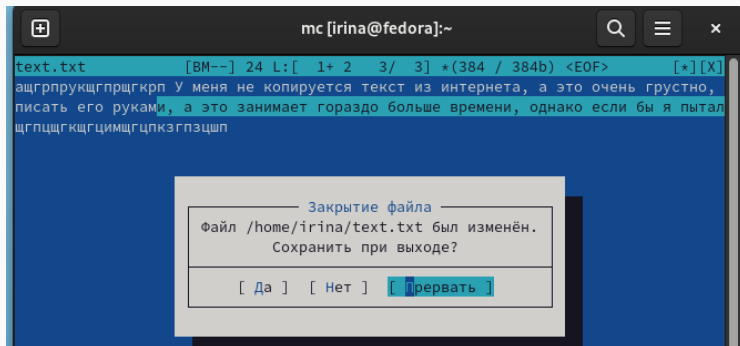 mc [irina@fedora]:~
text.txt [BM--] 24 L:[ 1+ 2 3/ 3] *(384 / 384b) <EOF> [*][X]
ащгрпрукщгпрщгкрп У меня не копируется текст из интернета, а это очень грустно,
писать его руками, а это занимает гораздо больше времени, однако если бы я пытал
щгпцщгкщгцимщгцпкзгпзцшп
Закрытие файла
Файл /home/irina/text.txt был изменён.
Сохранить при выходе?
[ Да ] [ Нет ] [ Прервать ]